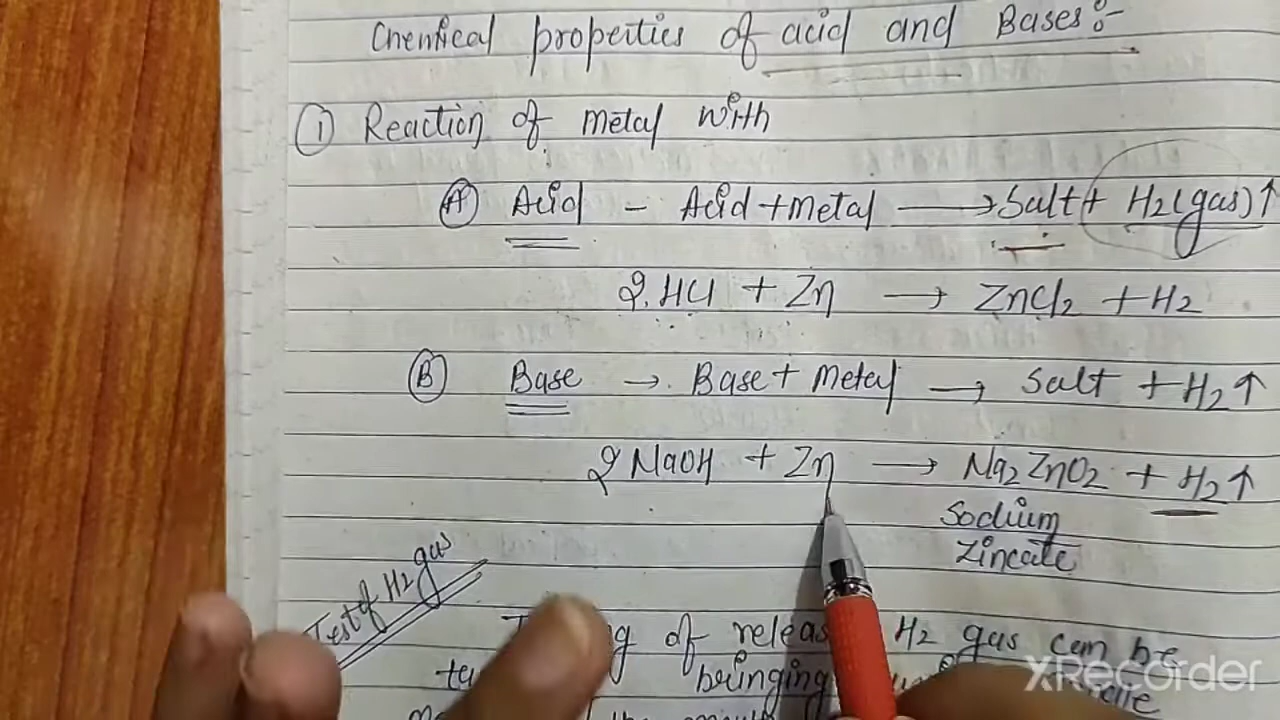 Chemical properties of acid and Bases:-
① Reaction of metal with
Ⓐ Acid - Acid + metal ⟶ Salt + H2(gas)↑
2HCl + Zn ⟶ ZnCl2 + H2
Ⓑ Base → Base + Metal ⟶ Salt + H2↑
2NaOH + Zn ⟶ Na2ZnO2 + H2↑
Sodium
Zincate
Test of H2 gas
of H2 gas can be
bringing
XRecorder